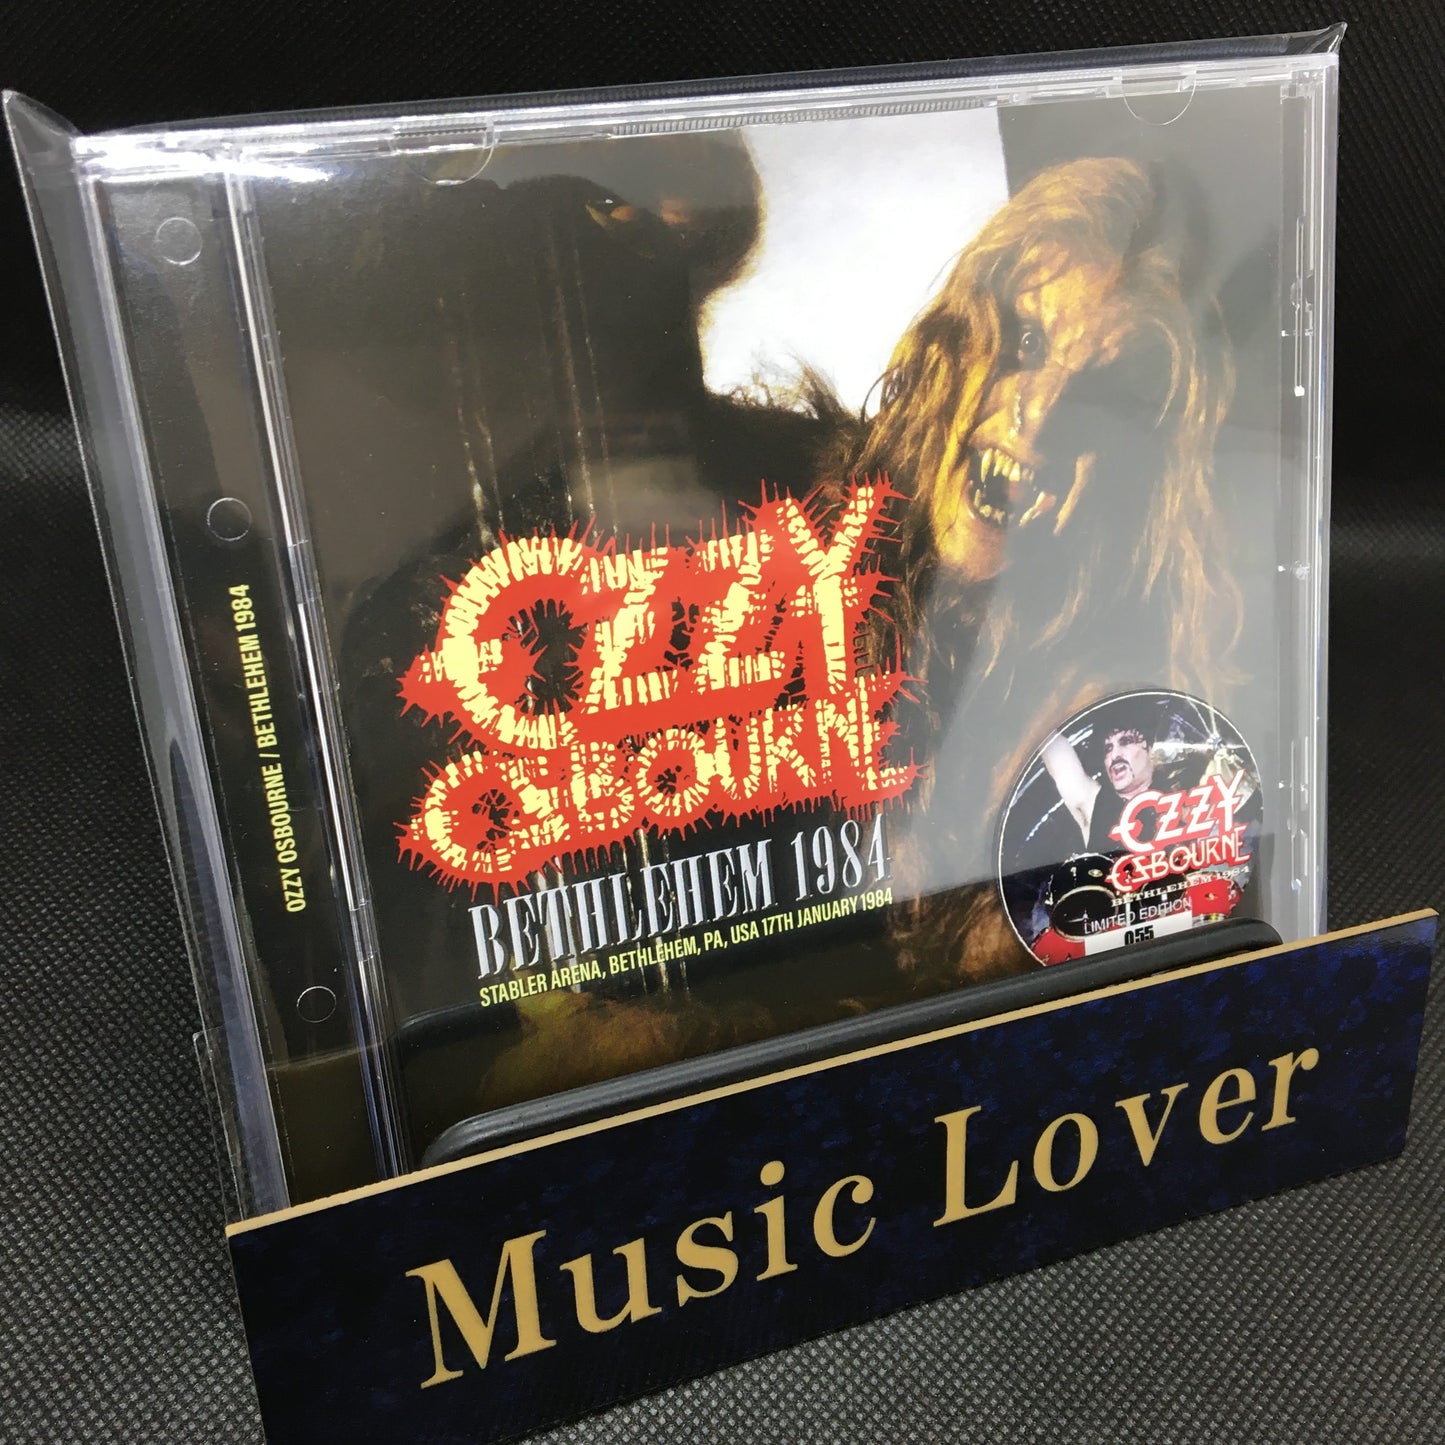 OZZY OSBOURNE / BETHLEHEM 1984
OZZY
OSBOURNE
BETHLEHEM 1984
STABLER ARENA, BETHLEHEM, PA, USA 17TH JANUARY 1984
OZZY
OSBOURNE
BETHLEHEM 1984
LIMITED EDITION
055
Music Lover